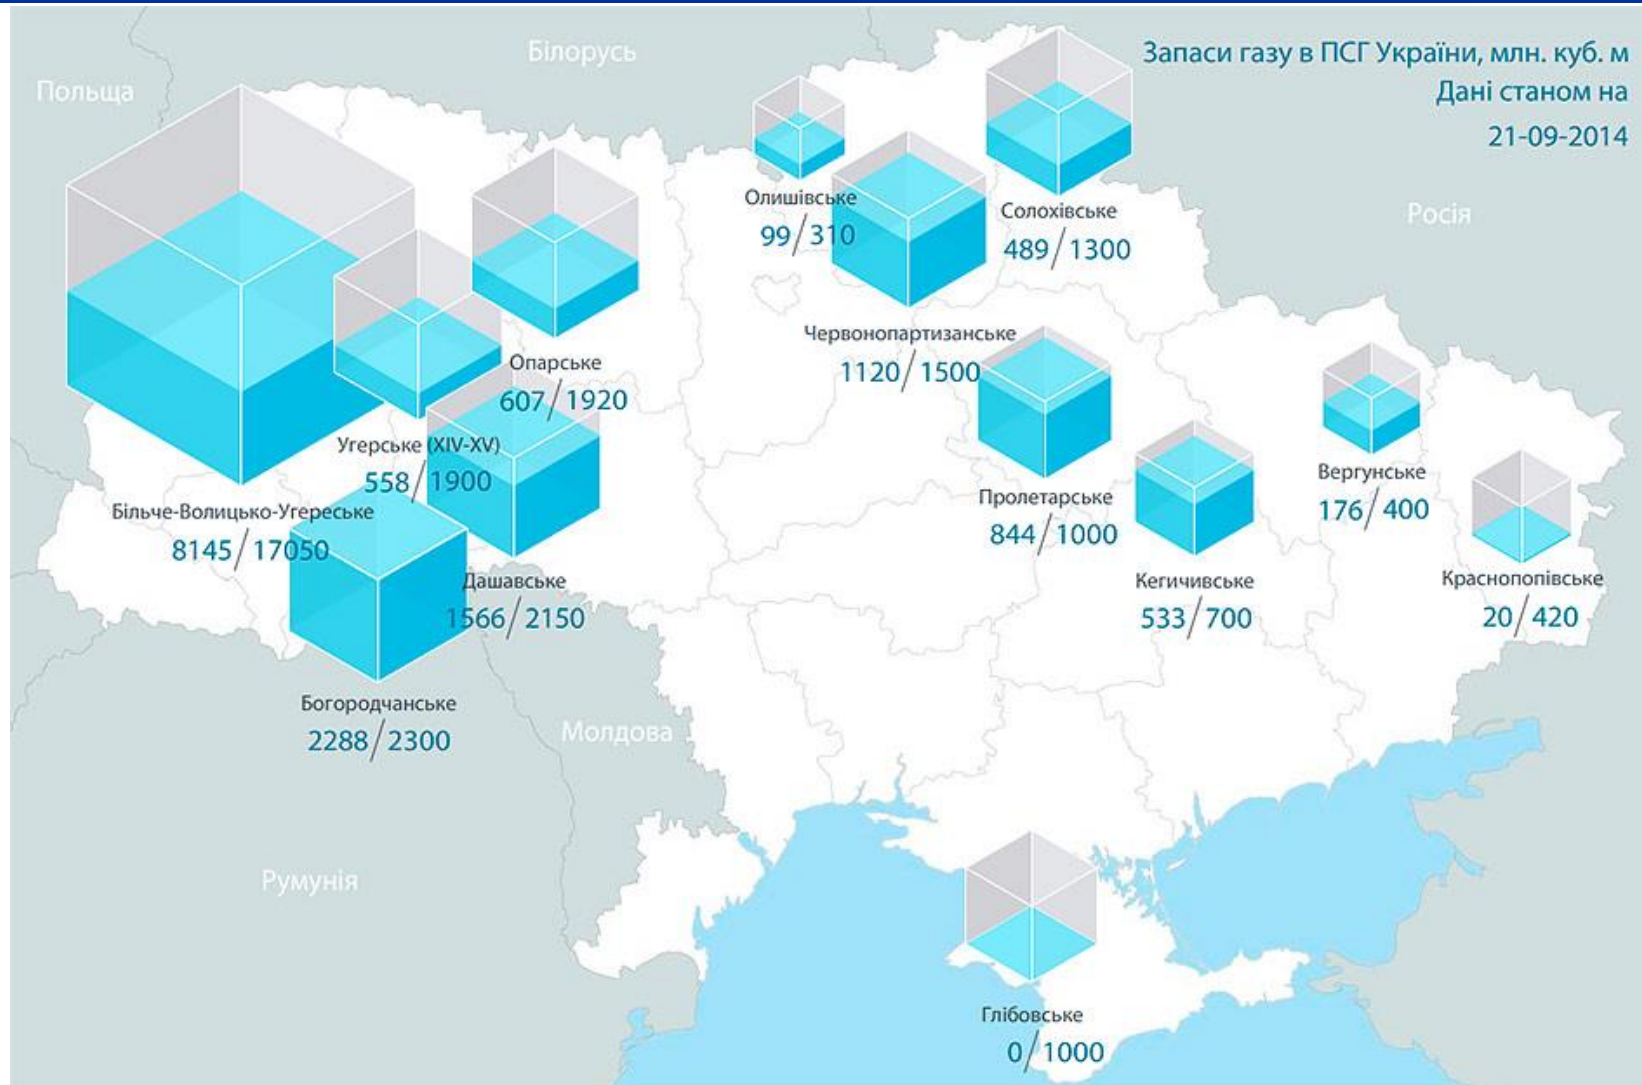 Запаси газу в ПСГ України, млн. куб. м
Дані станом на
21-09-2014
Білорусь
Польща
Росія
Олишівське
99/310
Солохівське
489/1300
Червонопартизанське
1120/1500
Опарське
607/1920
Угерське (XIV-XV)
558/1900
Більче-Волицько-Угереське
8145/17050
Дашавське
1566/2150
Богородчанське
2288/2300
Пролетарське
844/1000
Кегичивське
533/700
Вергунське
176/400
Краснопопівське
20/420
Молдова
Румунія
Глібовське
0/1000